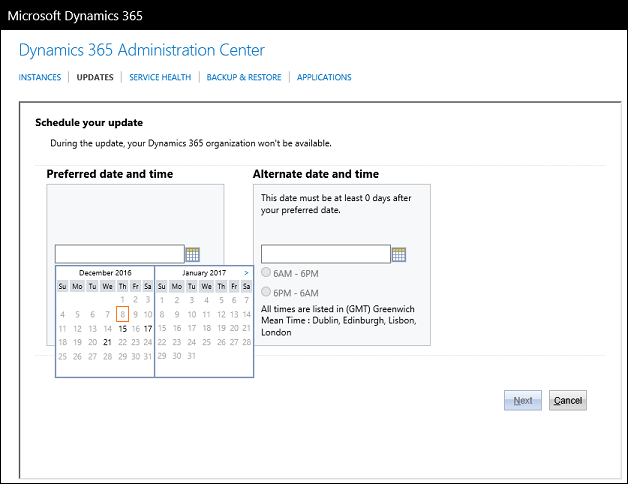 Microsoft Dynamics 365
Dynamics 365 Administration Center
INSTANCES | UPDATES | SERVICE HEALTH | BACKUP & RESTORE | APPLICATIONS
Schedule your update
During the update, your Dynamics 365 organization won't be available.
Preferred date and time
Alternate date and time
This date must be at least 0 days after
your preferred date.
December 2016
Su Mo Tu We Th Fr Sa
1 2 3
4 5 6 7 8 9 10
11 12 13 14 15 16 17
18 19 20 21 22 23 24
25 26 27 28 29 30 31
January 2017 >
Su Mo Tu We Th Fr Sa
1 2 3 4 5 6 7
8 9 10 11 12 13 14
15 16 17 18 19 20 21
22 23 24 25 26 27 28
29 30 31
6AM - 6PM
6PM - 6AM
All times are listed in (GMT) Greenwich
Mean Time : Dublin, Edinburgh, Lisbon,
London
Next
Cancel